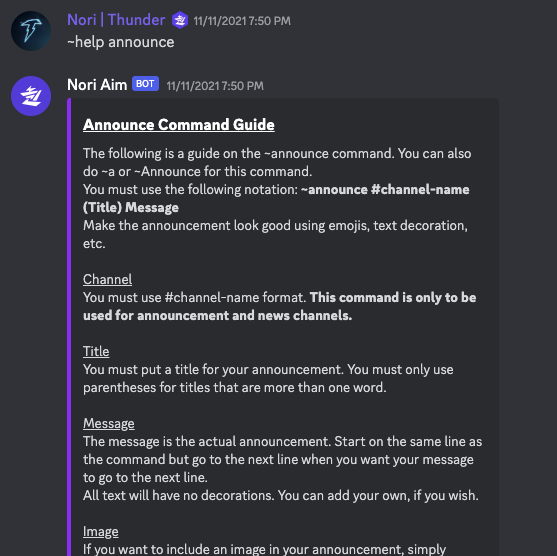 Nori | Thunder 11/11/2021 7:50 PM
~help announce
Nori Aim BOT 11/11/2021 7:50 PM
Announce Command Guide
The following is a guide on the ~announce command. You can also
do ~a or ~Announce for this command.
You must use the following notation: ~announce #channel-name
(Title) Message
Make the announcement look good using emojis, text decoration,
etc.
Channel
You must use #channel-name format. This command is only to be
used for announcement and news channels.
Title
You must put a title for your announcement. You must only use
parentheses for titles that are more than one word.
Message
The message is the actual announcement. Start on the same line as
the command but go to the next line when you want your message
to go to the next line.
All text will have no decorations. You can add your own, if you wish.
Image
If you want to include an image in your announcement, simply